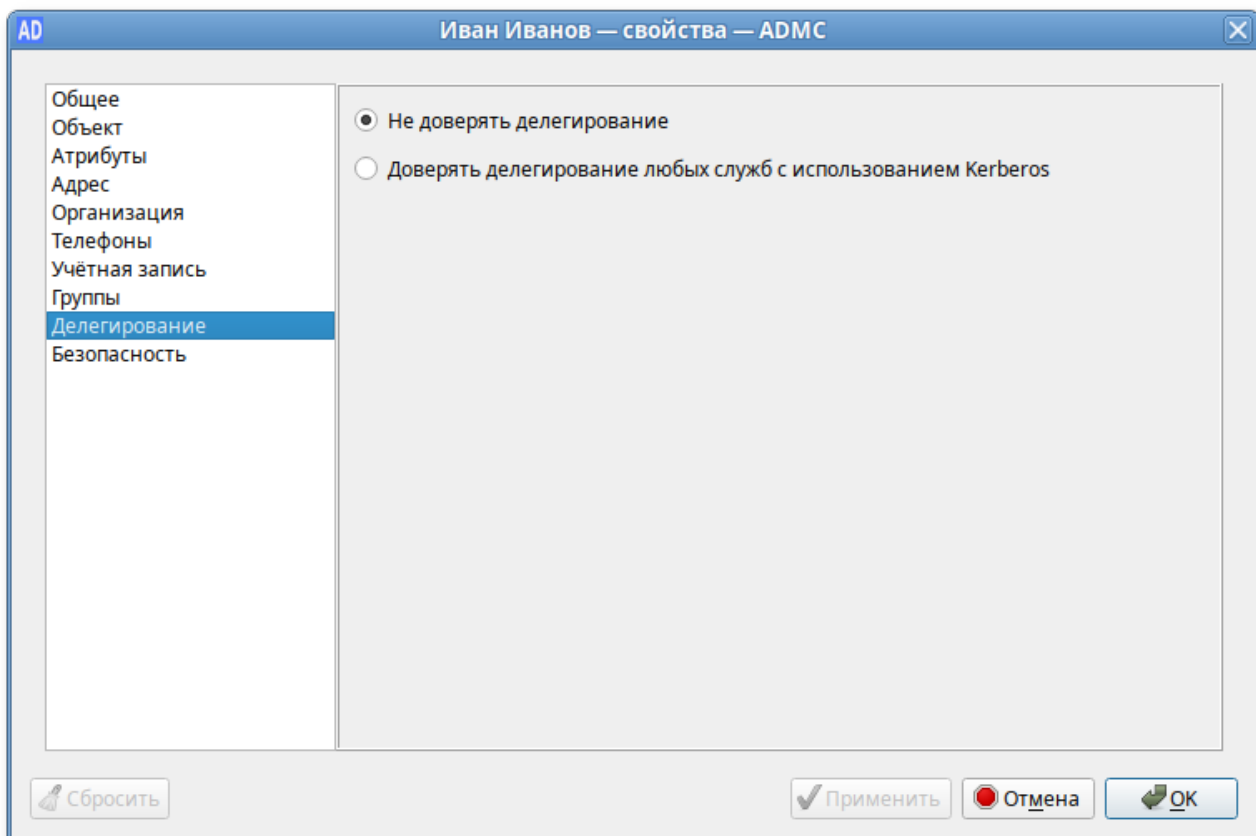 AD Иван Иванов — свойства — ADMC
Общее
Объект
Атрибуты
Адрес
Организация
Телефоны
Учётная запись
Группы
Делегирование
Безопасность
Не доверять делегирование
Доверять делегирование любых служб с использованием Kerberos
Сбросить Применить Отмена OK